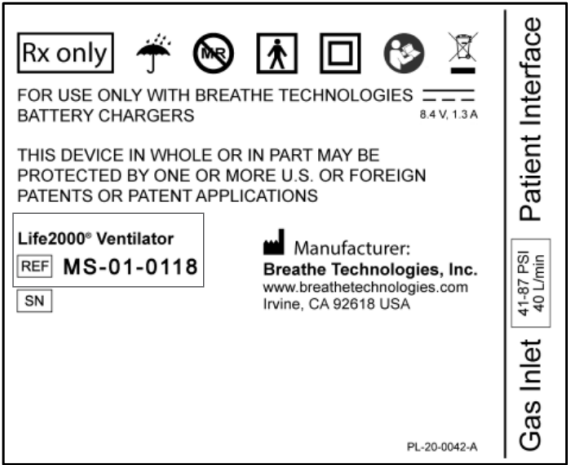 Rx only
MR
FOR USE ONLY WITH BREATHE TECHNOLOGIES
BATTERY CHARGERS
8.4 V, 1.3 A
THIS DEVICE IN WHOLE OR IN PART MAY BE
PROTECTED BY ONE OR MORE U.S. OR FOREIGN
PATENTS OR PATENT APPLICATIONS
Life2000® Ventilator
REF MS-01-0118
SN
Manufacturer:
Breathe Technologies, Inc.
www.breathetechnologies.com
Irvine, CA 92618 USA
PL-20-0042-A
Patient Interface
41-87 PSI
40 L/min
Gas Inlet